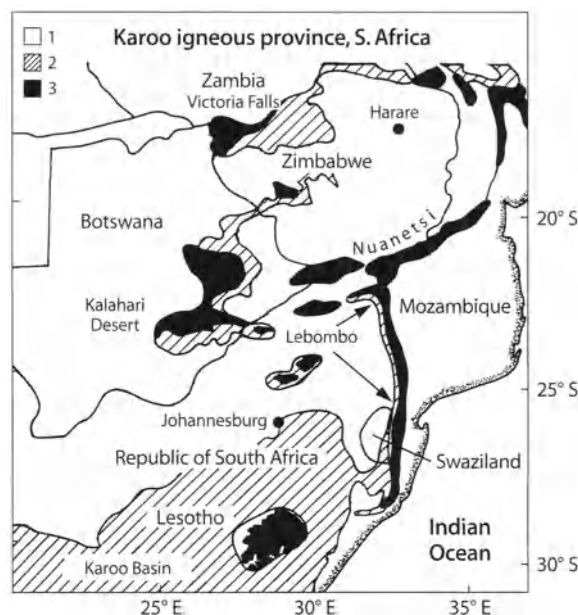 Karoo igneous province, S. Africa
1
2
3
Zambia
Victoria Falls
Harare
Zimbabwe
Botswana
20° S
Nuanetsi
Kalahari
Desert
Mozambique
Lebombo
25° S
Johannesburg
Republic of South Africa
Swaziland
Lesotho
Indian
Ocean
Karoo Basin
30° S
25° E
30° E
35° E